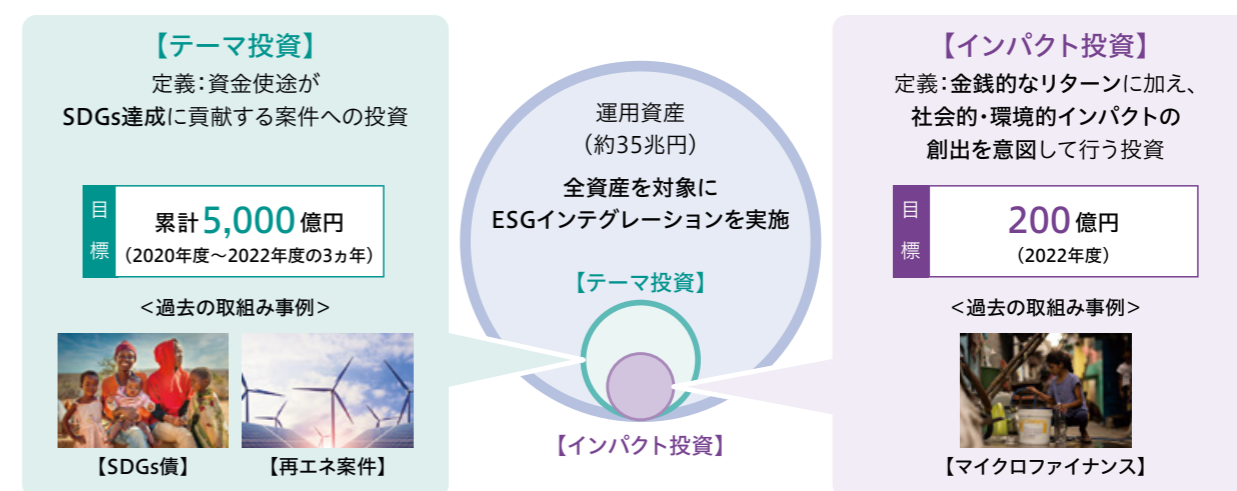 【テーマ投資】
定義：資金使途が
SDGs達成に貢献する案件への投資
目標
累計5,000億円
（2020年度～2022年度の3ヵ年）
＜過去の取組み事例＞
【SDGs債】
【再エネ案件】
運用資産
（約35兆円）
全資産を対象に
ESGインテグレーションを実施
【テーマ投資】
【インパクト投資】
【インパクト投資】
定義：金銭的なリターンに加え、
社会的・環境的インパクトの
創出を意図して行う投資
目標
200億円
（2022年度）
＜過去の取組み事例＞
【マイクロファイナンス】